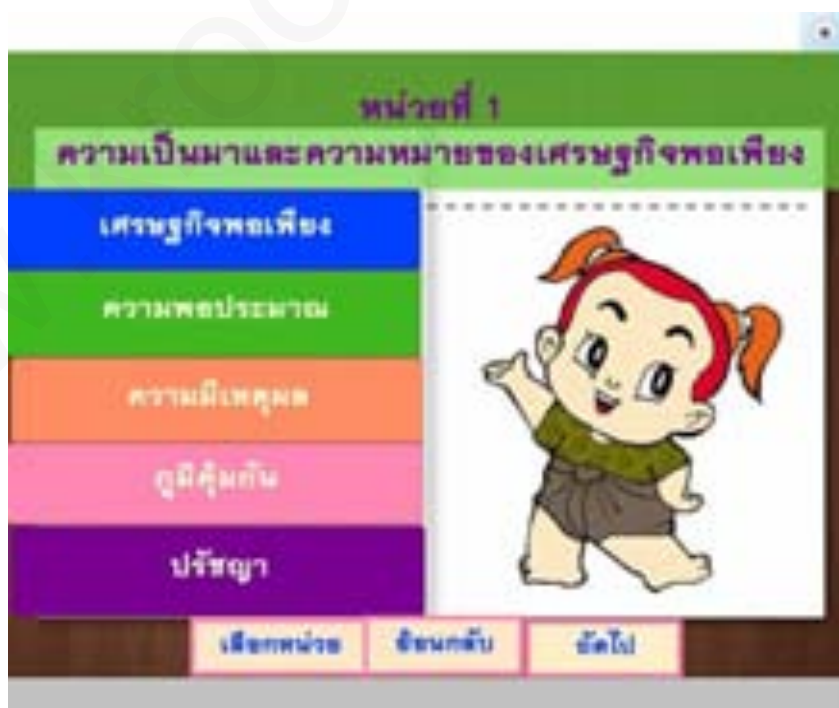 หน่วยที่ 1
ความเป็นมาและความหมายของเศรษฐกิจพอเพียง
เศรษฐกิจพอเพียง
ความพอประมาณ
ความมีเหตุผล
ภูมิคุ้มกัน
ปรัชญา
เลือกหน่วย
ย้อนกลับ
ถัดไป